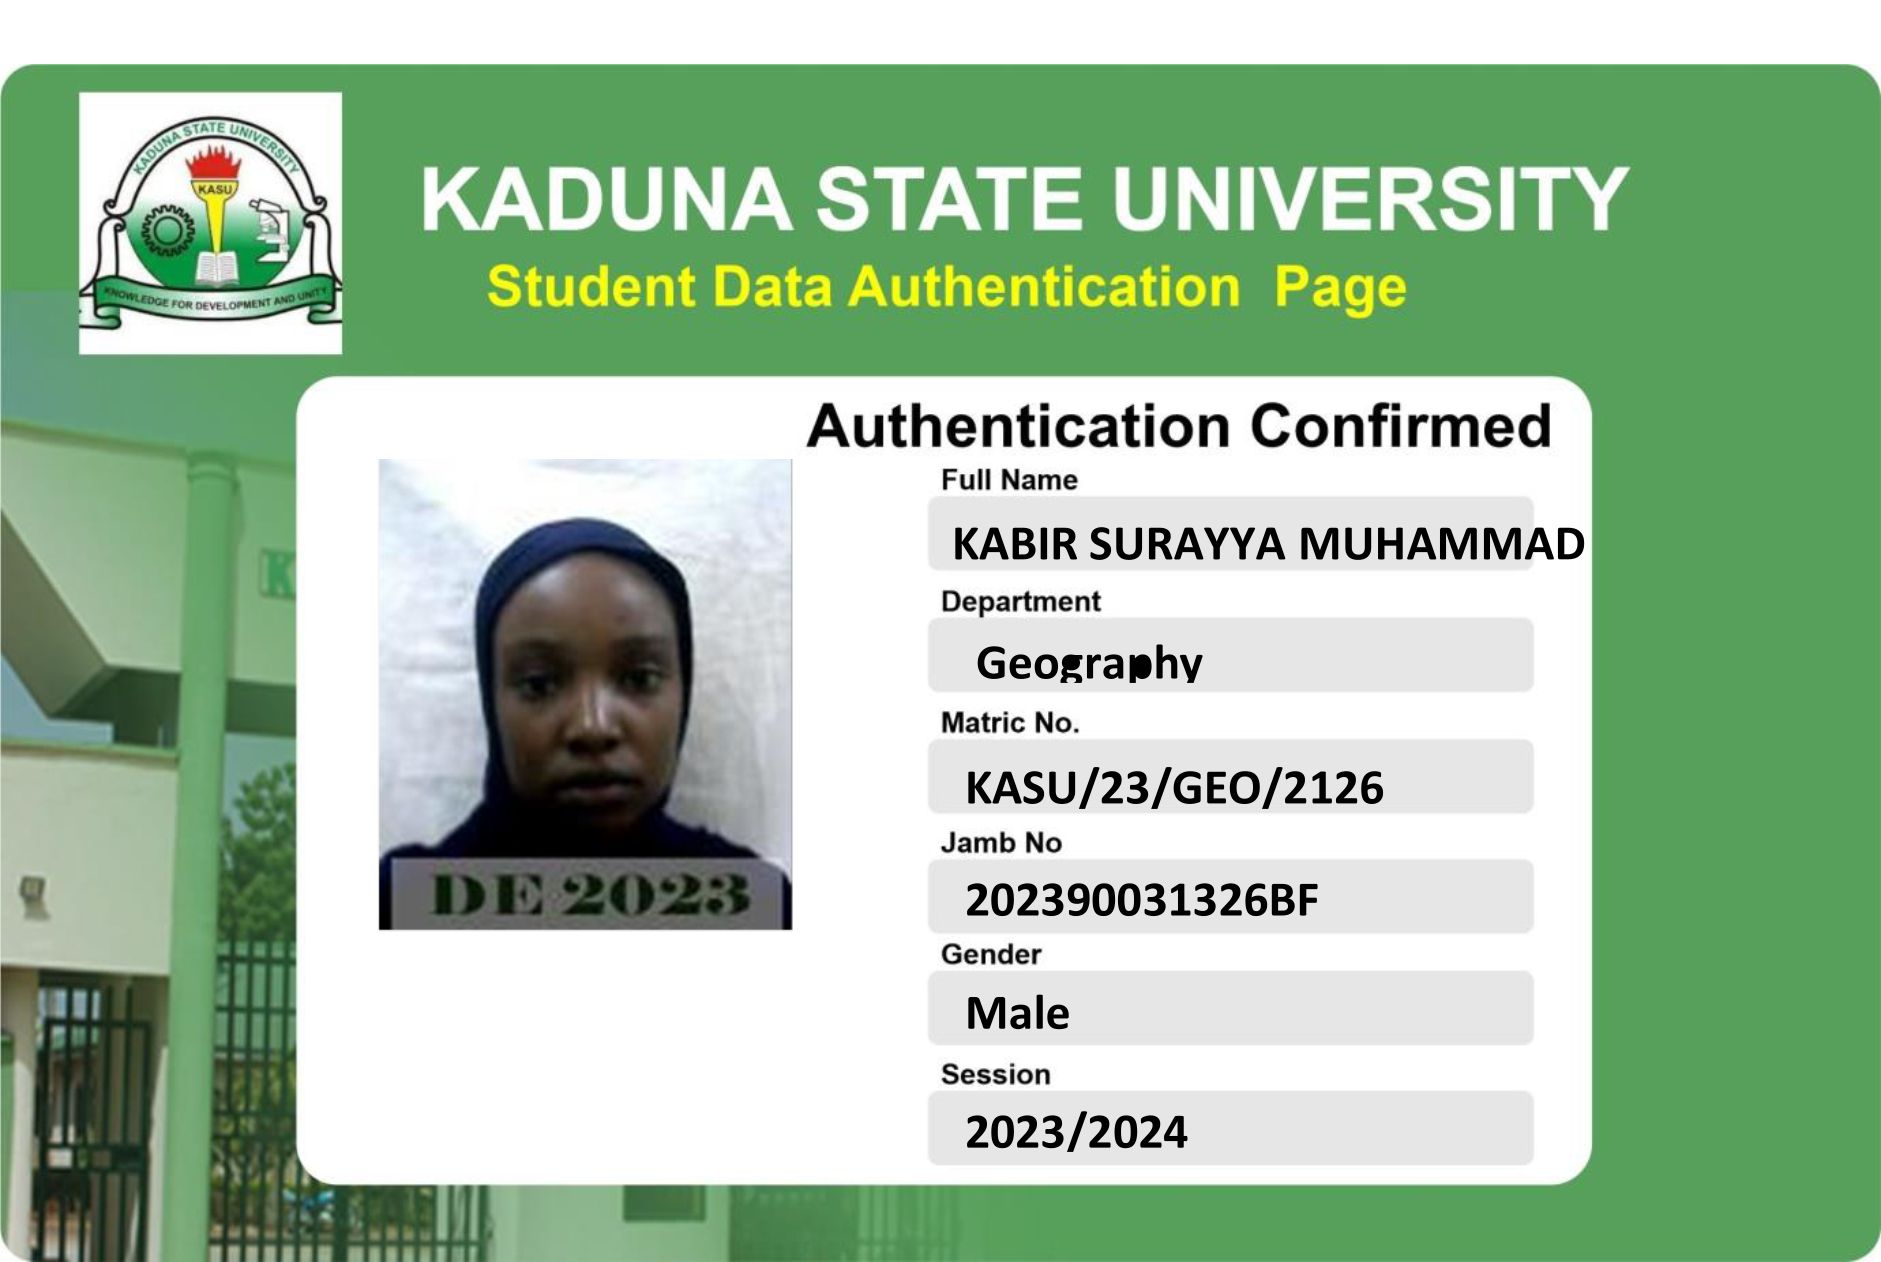 KADUNA STATE UNIVERSITY
KASU
KNOWLEDGE FOR DEVELOPMENT AND UNITY
KADUNA STATE UNIVERSITY
Student Data Authentication Page
Authentication Confirmed
Full Name
KABIR SURAYYA MUHAMMAD
Department
Geography
Matric No.
KASU/23/GEO/2126
Jamb No
202390031326BF
Gender
Male
Session
2023/2024
DE 2023
K